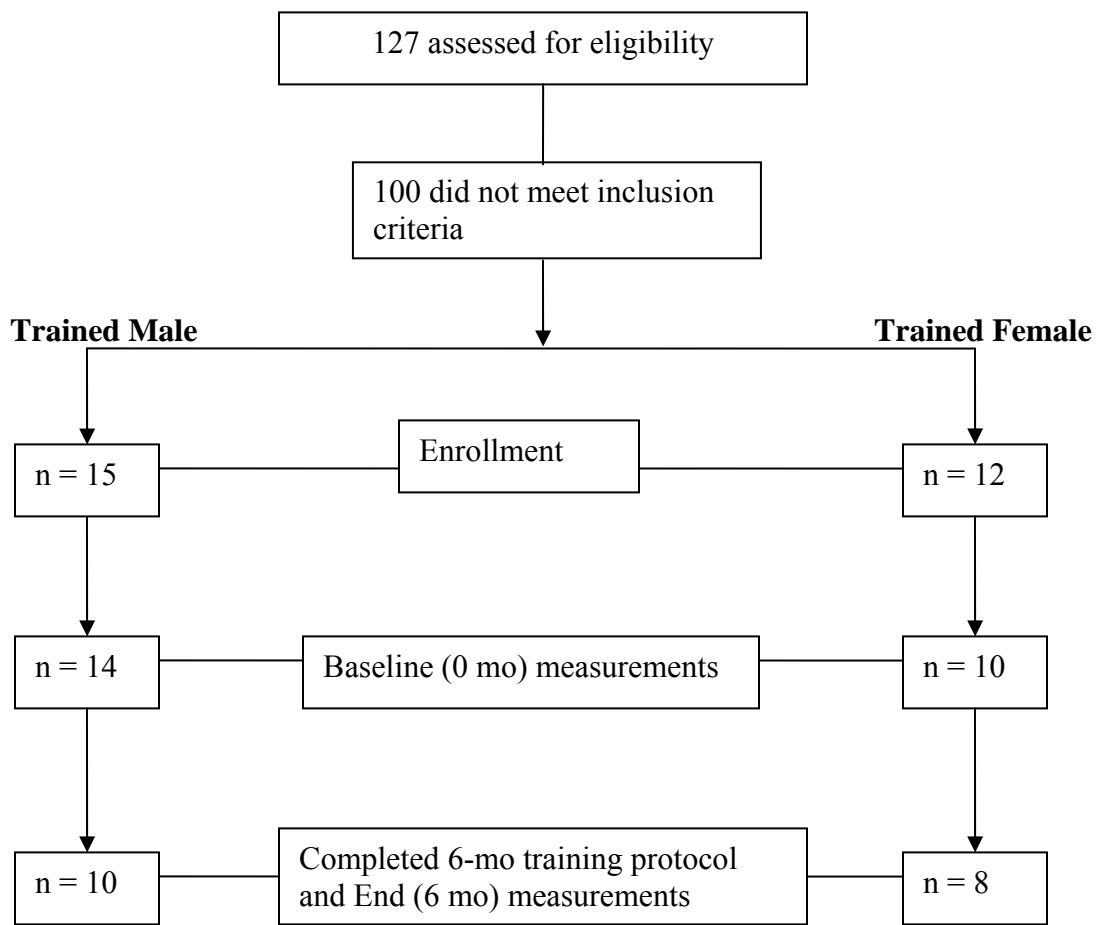 127 assessed for eligibility
100 did not meet inclusion
criteria
Trained Male
Trained Female
Enrollment
n = 15
n = 12
n = 14
Baseline (0 mo) measurements
n = 10
Completed 6-mo training protocol
and End (6 mo) measurements
n = 10
n = 8